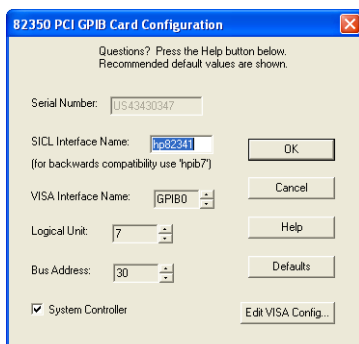 82350 PCI GPIB Card Configuration
Questions? Press the Help button below.
Recommended default values are shown.
Serial Number: US43430347
SICL Interface Name: hp82341
(for backwards compatibility use 'hpib7')
OK
VISA Interface Name: GPIB0
Cancel
Logical Unit: 7
Help
Bus Address: 30
Defaults
System Controller
Edit VISA Config...